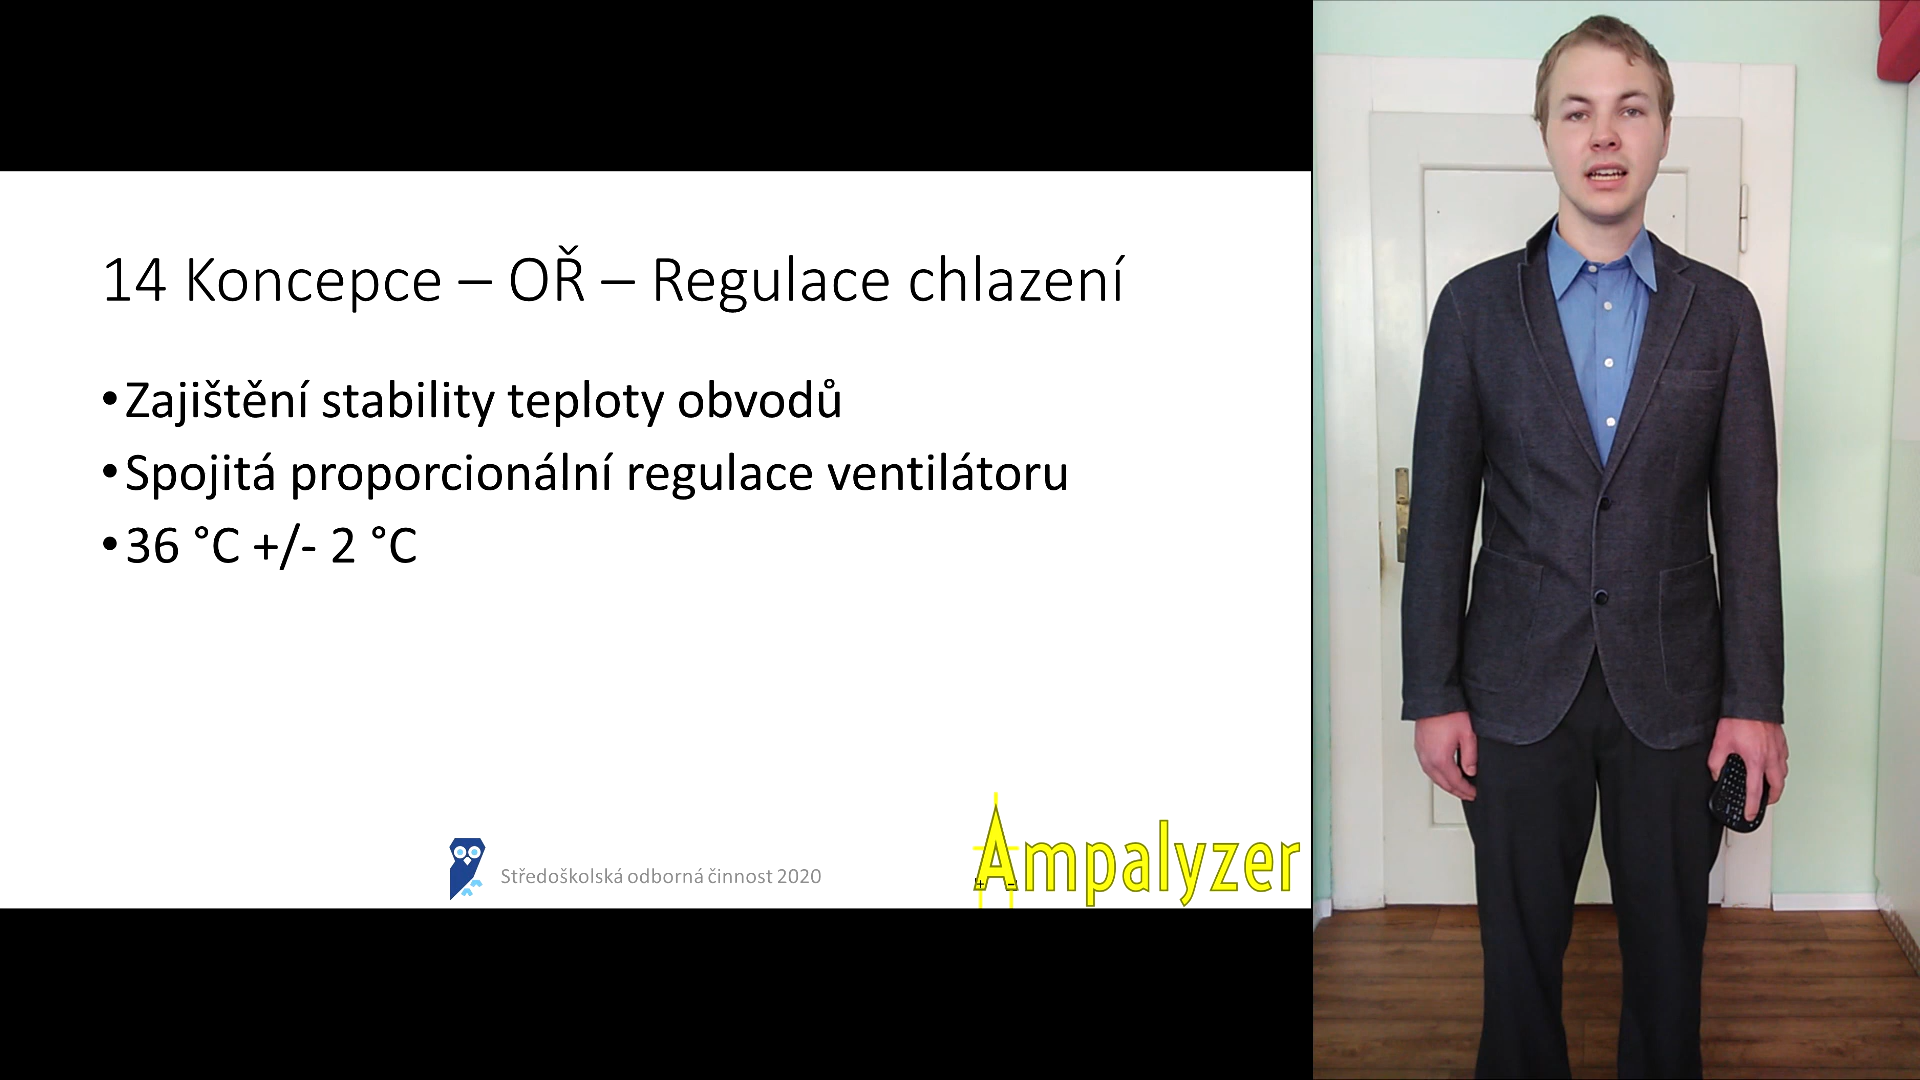 14 Koncepce – OŘ – Regulace chlazení
•Zajištění stability teploty obvodů
•Spojitá proporcionální regulace ventilátoru
•36 °C +/- 2 °C
Středoškolská odborná činnost 2020
Ampalyzer